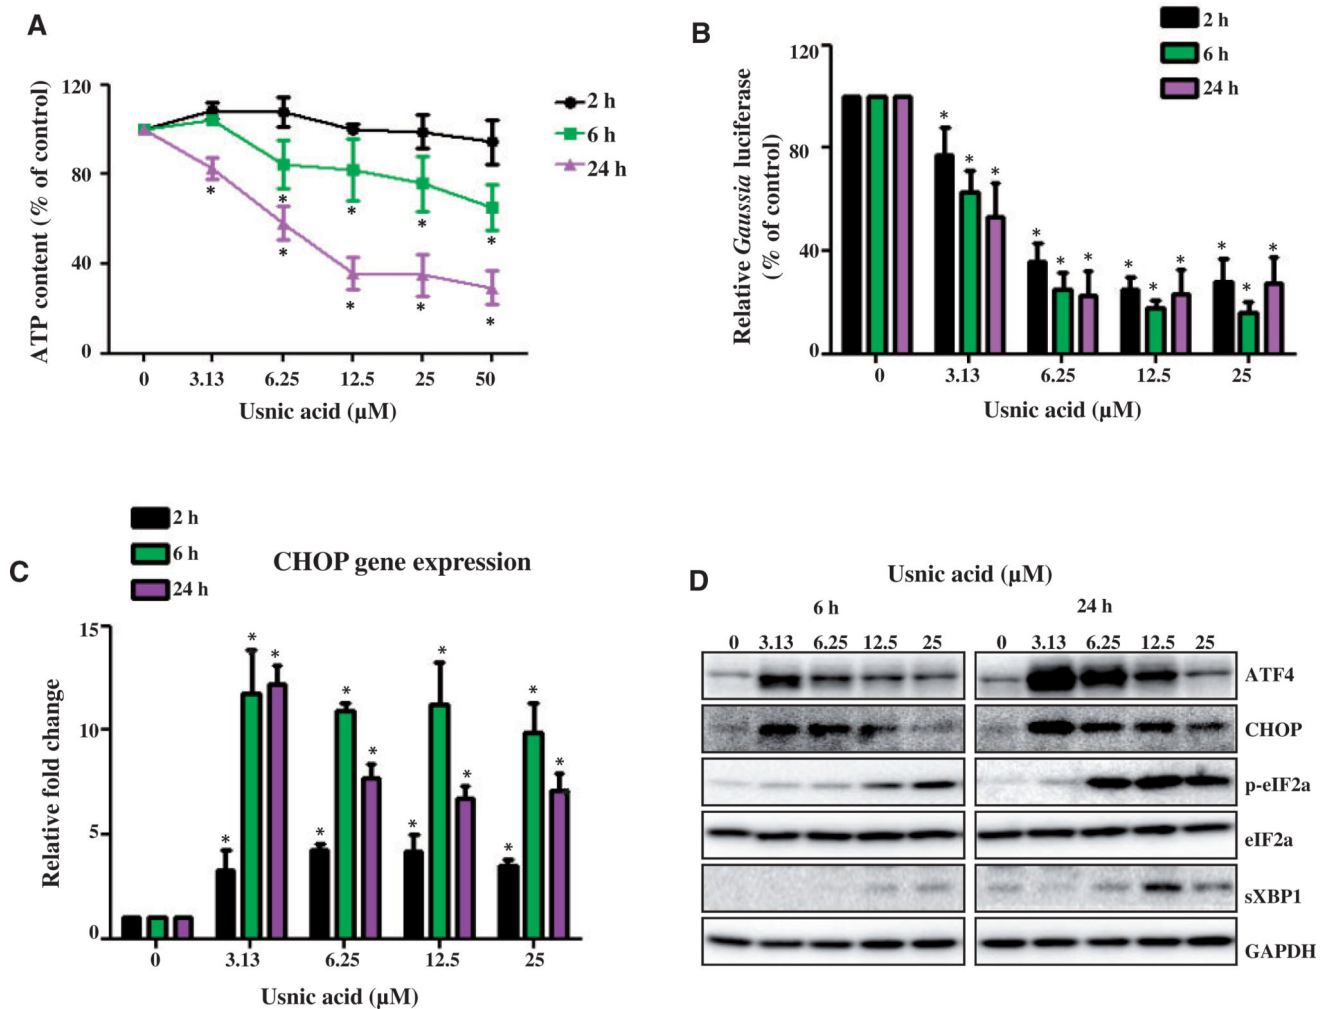 A
ATP content (% of control)
120
80
40
0
0 3.13 6.25 12.5 25 50
Usnic acid (μM)
2 h
6 h
24 h
* * * * * * * * *
B
Relative Gaussia luciferase
(% of control)
120
80
40
0
0 3.13 6.25 12.5 25
Usnic acid (μM)
2 h
6 h
24 h
* * * * * * * * * * * *
C
2 h
6 h
24 h
CHOP gene expression
Relative fold change
15
10
5
0
* * * * * * * * * * * *
0 3.13 6.25 12.5 25
Usnic acid (μM)
D
Usnic acid (μM)
6 h 24 h
0 3.13 6.25 12.5 25 0 3.13 6.25 12.5 25
ATF4
CHOP
p-eIF2a
eIF2a
sXBP1
GAPDH